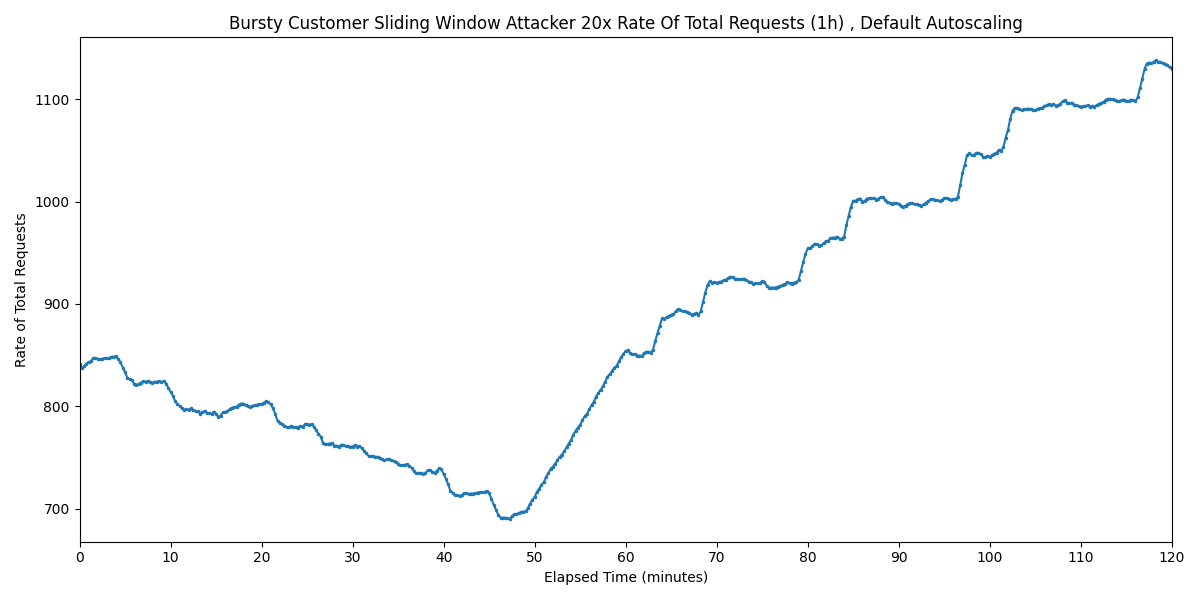 Bursty Customer Sliding Window Attacker 20x Rate Of Total Requests (1h) , Default Autoscaling
Rate of Total Requests
1100
1000
900
800
700
0 10 20 30 40 50 60 70 80 90 100 110 120
Elapsed Time (minutes)